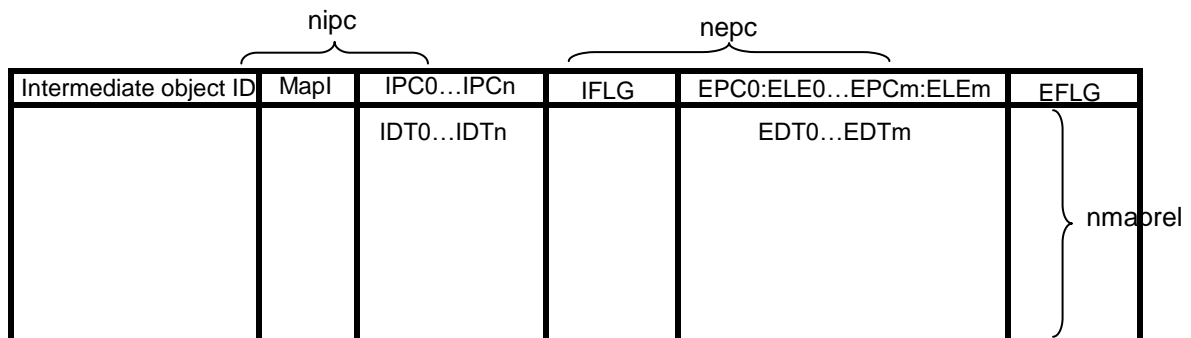 nipc
nepc
Intermediate object ID MapI IPC0…IPCn IFLG EPC0:ELE0…EPCm:ELEm EFLG
IDT0…IDTn EDT0…EDTm
nmaprel